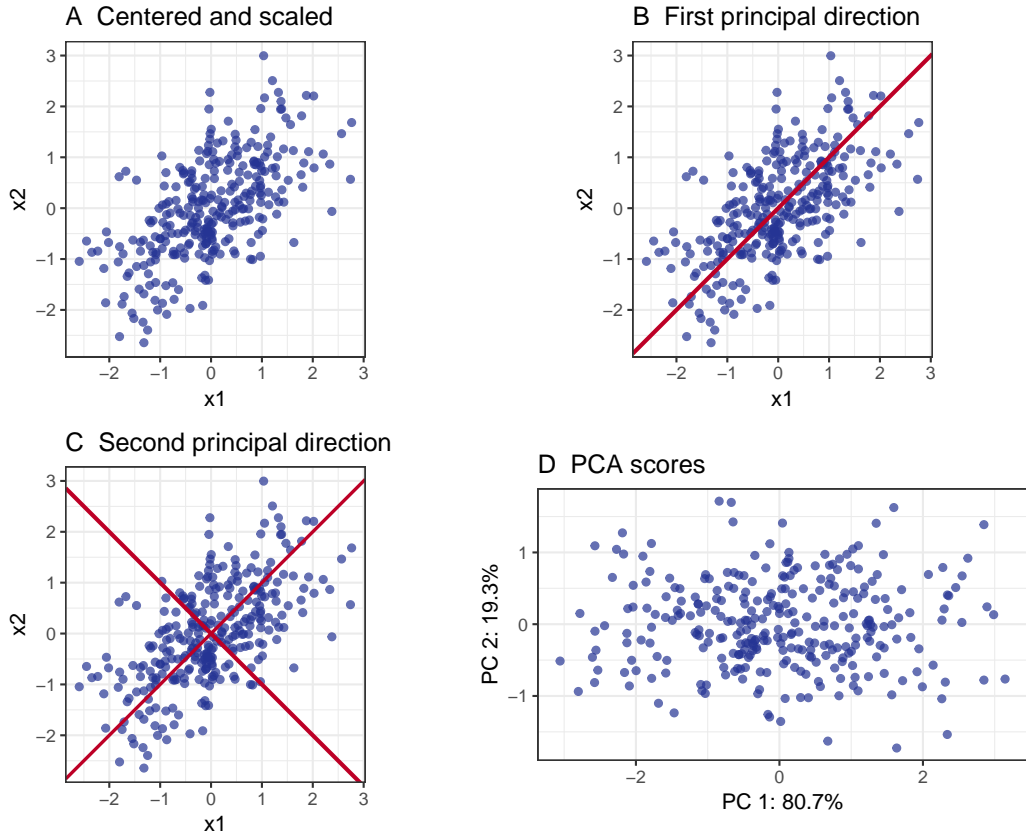 A Centered and scaled
3
2
1
0
−1
−2
x2
−2 −1 0 1 2 3
x1
B First principal direction
3
2
1
0
−1
−2
x2
−2 −1 0 1 2 3
x1
C Second principal direction
3
2
1
0
−1
−2
x2
−2 −1 0 1 2 3
x1
D PCA scores
1
0
−1
PC 2: 19.3%
−2 0 2
PC 1: 80.7%